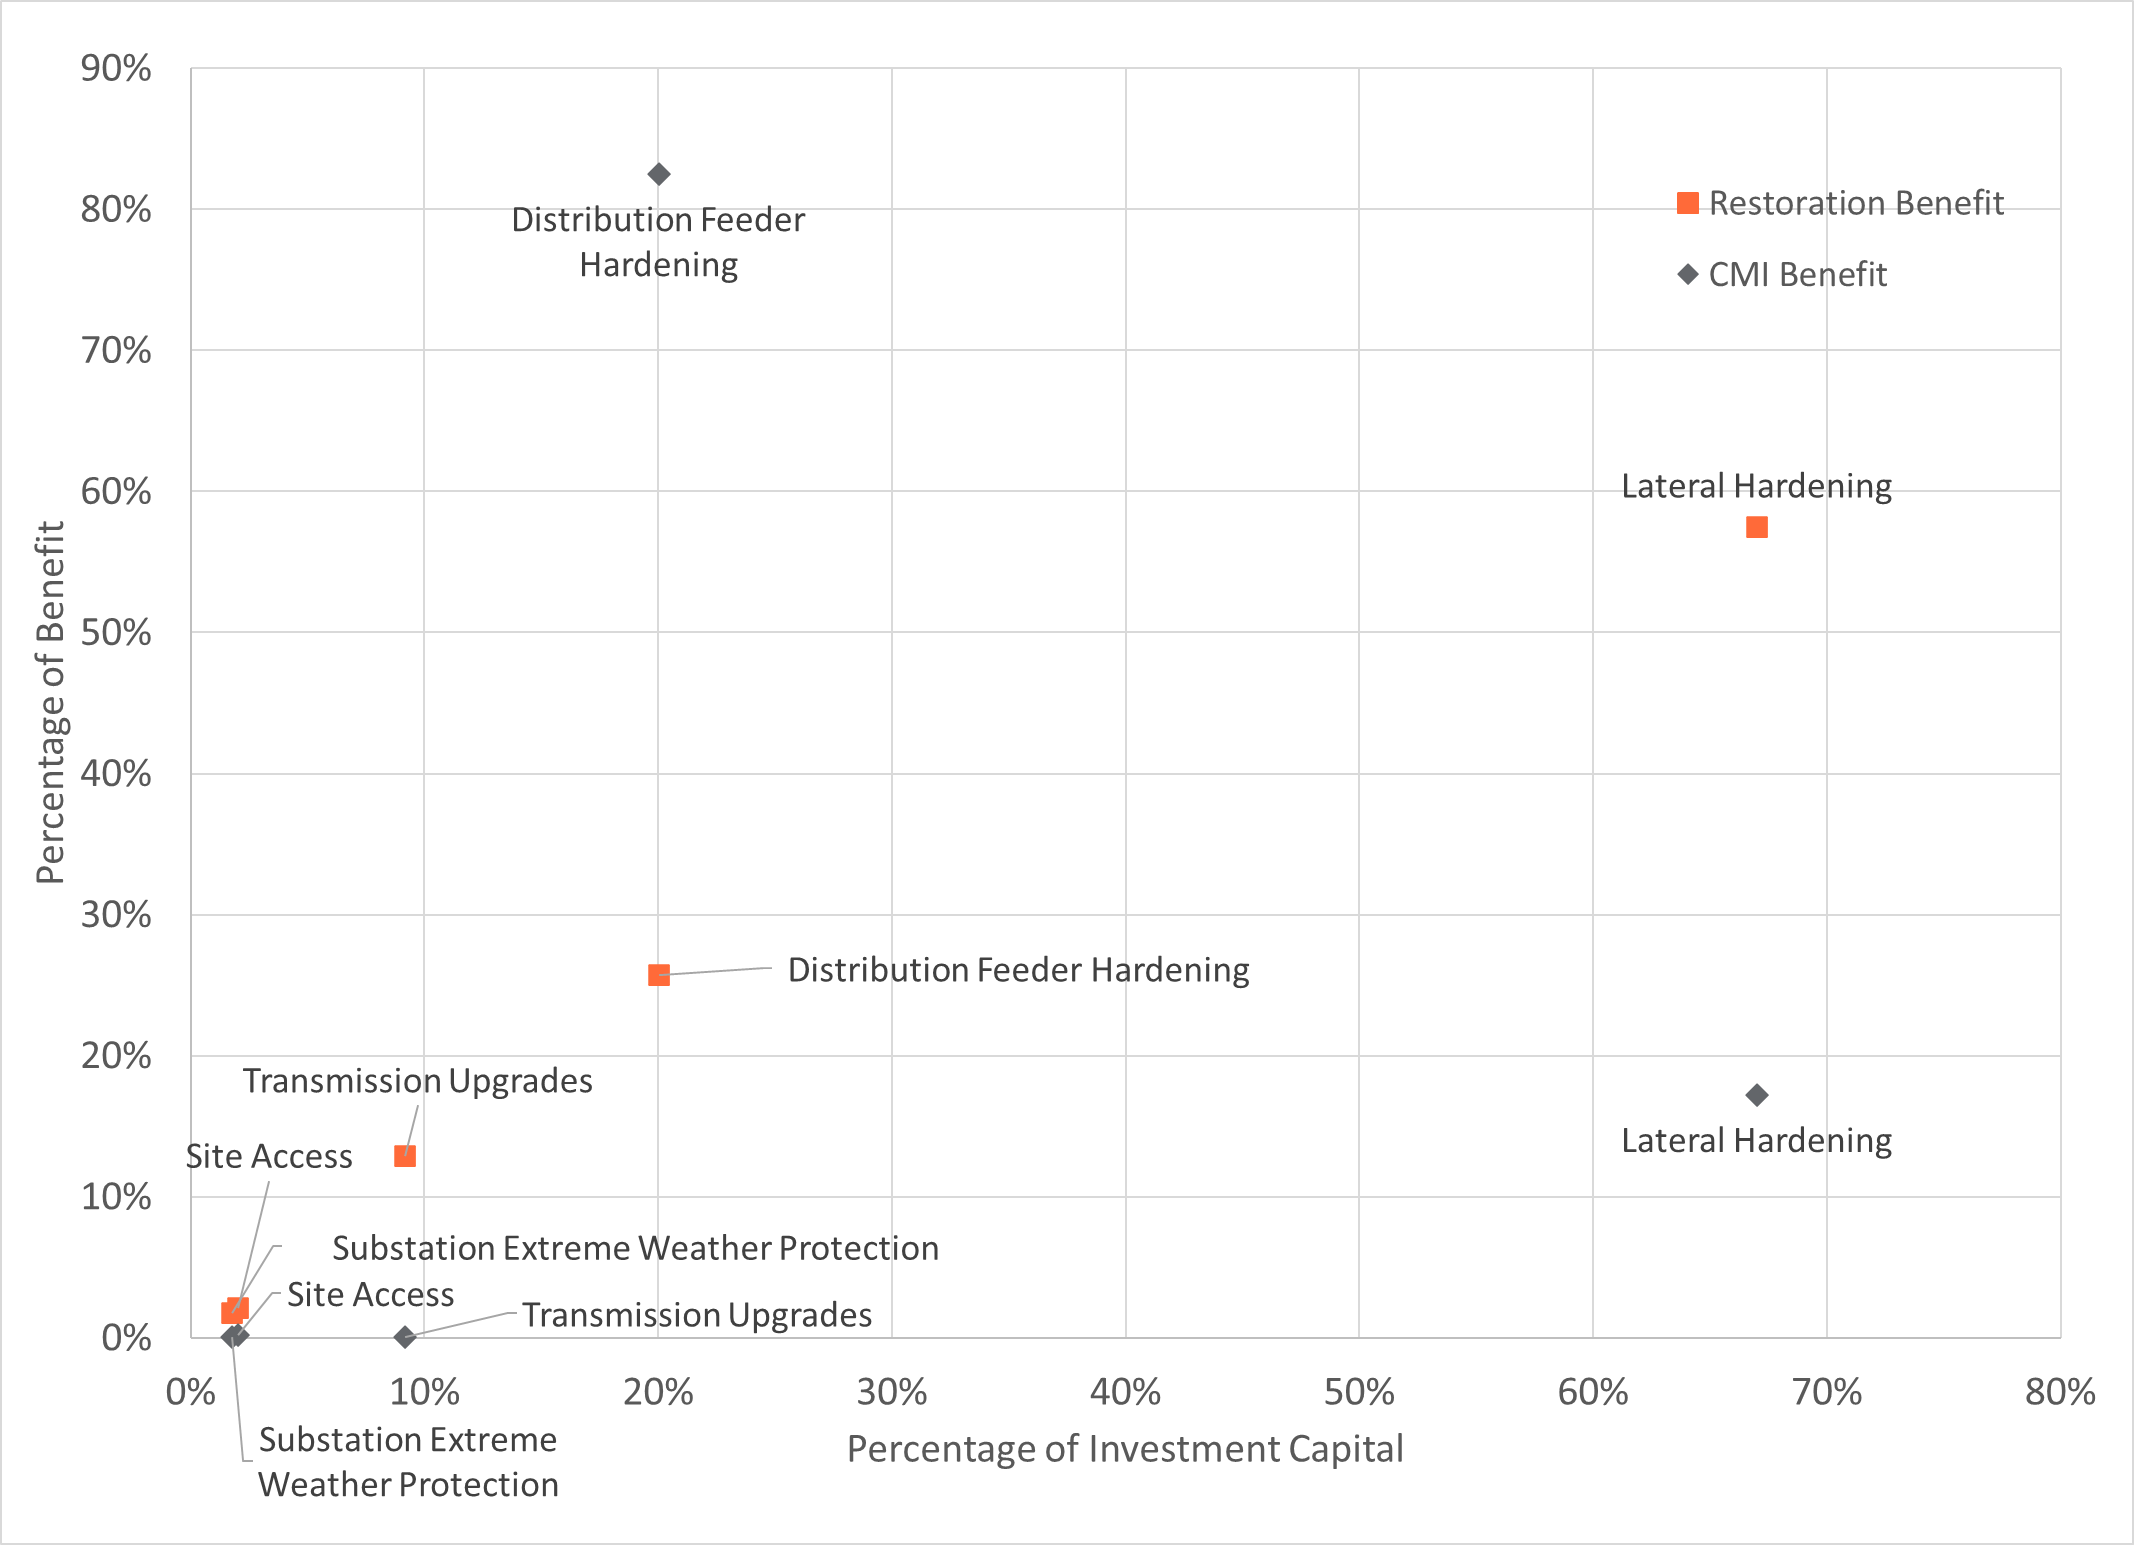 90%
80%
70%
60%
50%
40%
30%
20%
10%
0%
Percentage of Benefit
Distribution Feeder
Hardening
Restoration Benefit
CMI Benefit
Lateral Hardening
Distribution Feeder Hardening
Transmission Upgrades
Site Access
Lateral Hardening
Substation Extreme Weather Protection
Site Access
Transmission Upgrades
0% 10% 20% 30% 40% 50% 60% 70% 80%
Substation Extreme
Weather Protection
Percentage of Investment Capital